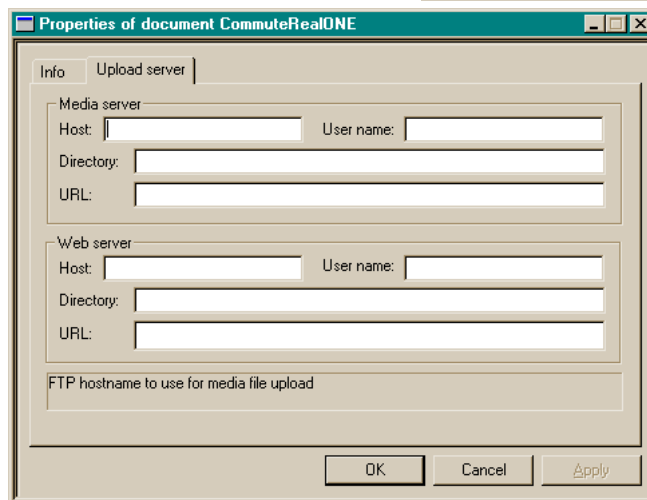 Properties of document CommuteRealONE
Info Upload server
Media server
Host: User name:
Directory:
URL:
Web server
Host: User name:
Directory:
URL:
FTP hostname to use for media file upload
OK Cancel Apply